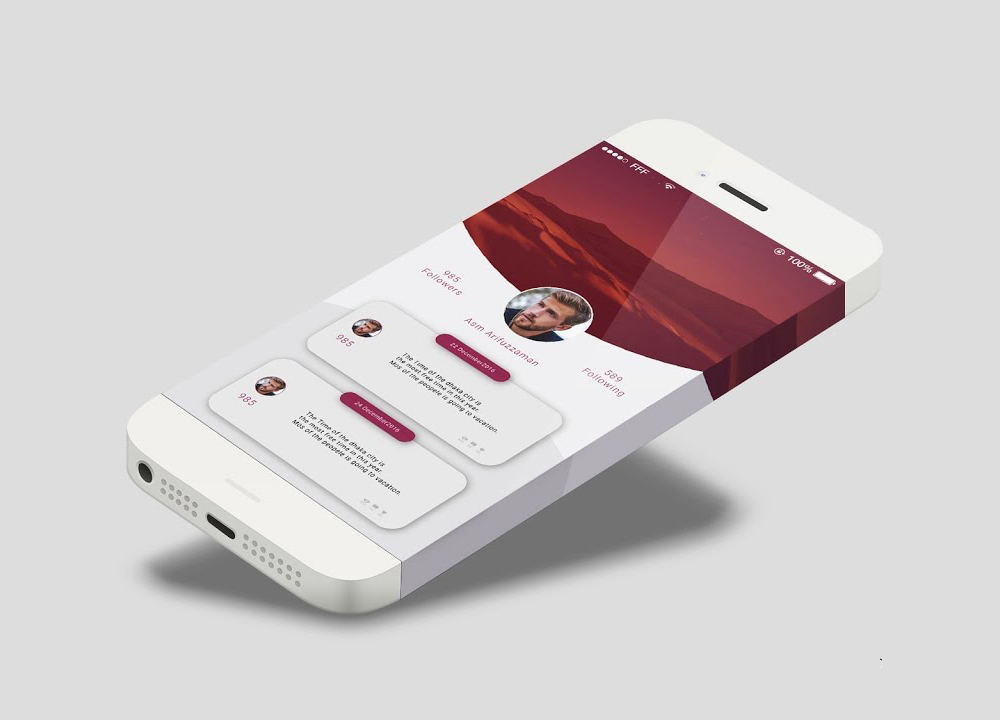 FFF
100%
985
Followers
Asm Arifuzzaman
589
Following
985
22 December2016
The Time of the dhaka city is
the most free time in this year.
Mos of the peopele is going to vacation.
985
24 December2016
The Time of the dhaka city is
the most free time in this year.
Mos of the peopele is going to vacation.